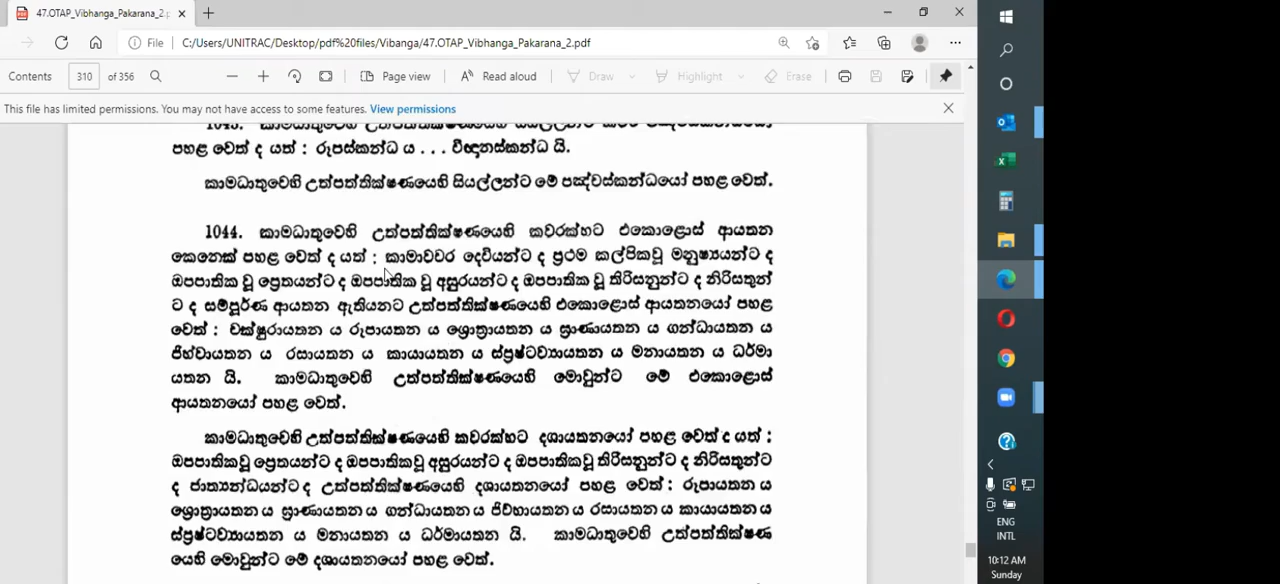 47.OTAP_Vibhanga_Pakarana_2.p
File C:/Users/UNITRAC/Desktop/pdf%20files/Vibanga/47.OTAP_Vibhanga_Pakarana_2.pdf
Contents 310 of 356 Page view Read aloud Draw Highlight Erase
This file has limited permissions. You may not have access to some features. View permissions
පහළ වෙත් ද යත් : රූපස්කන්ධ ය . . . විඥානස්කන්ධ යි.
කාමධාතුවෙහි උත්පත්තික්ෂණයෙහි සියල්ලන්ට මේ පඤ්චස්කන්ධයෝ පහළ වෙත්.
1044. කාමධාතුවෙහි උත්පත්තික්ෂණයෙහි කවරක්හට එකොළොස් ආයතන
කෙනෙක් පහළ වෙත් ද යත් : කාමාවචර දෙවියන්ට ද ප්‍රථම කල්පිකවූ මනුෂ්‍යයන්ට ද
ඔපපාතික වූ ප්‍රේතයන්ට ද ඔපපාතික වූ අසුරයන්ට ද ඔපපාතික වූ තිරිසනුන්ට ද නිරිසතුන්
ට ද සම්පූර්ණ ආයතන ඇතියනට උත්පත්තික්ෂණයෙහි එකොළොස් ආයතනයෝ පහළ
වෙත් : චක්ෂුරායතන ය රූපායතන ය ශ්‍රොත්‍රායතන ය ඝ්‍රාණායතන ය ගන්ධායතන ය
ජිහ්වායතන ය රසායතන ය කායායතන ය ස්ප්‍රෂ්ටව්‍යායතන ය මනායතන ය ධර්මා
යතන යි. කාමධාතුවෙහි උත්පත්තික්ෂණයෙහි මොවුන්ට මේ එකොළොස්
ආයතනයෝ පහළ වෙත්.
කාමධාතුවෙහි උත්පත්තික්ෂණයෙහි කවරක්හට දශායතනයෝ පහළ වෙත් ද යත් :
ඔපපාතිකවූ ප්‍රේතයන්ට ද ඔපපාතිකවූ අසුරයන්ට ද ඔපපාතිකවූ තිරිසනුන්ට ද නිරිසතුන්ට
ද ජාත්‍යන්ධයන්ට ද උත්පත්තික්ෂණයෙහි දශායතනයෝ පහළ වෙත් : රූපායතන ය
ශ්‍රොත්‍රායතන ය ඝ්‍රාණායතන ය ගන්ධායතන ය ජිව්හායතන ය රසායතන ය කායායතන ය
ස්ප්‍රෂ්ටව්‍යායතන ය මනායතන ය ධර්මායතන යි. කාමධාතුවෙහි උත්පත්තික්ෂණ
යෙහි මොවුන්ට මේ දශායතනයෝ පහළ වෙත්.
ENG
INTL
10:12 AM
Sunday